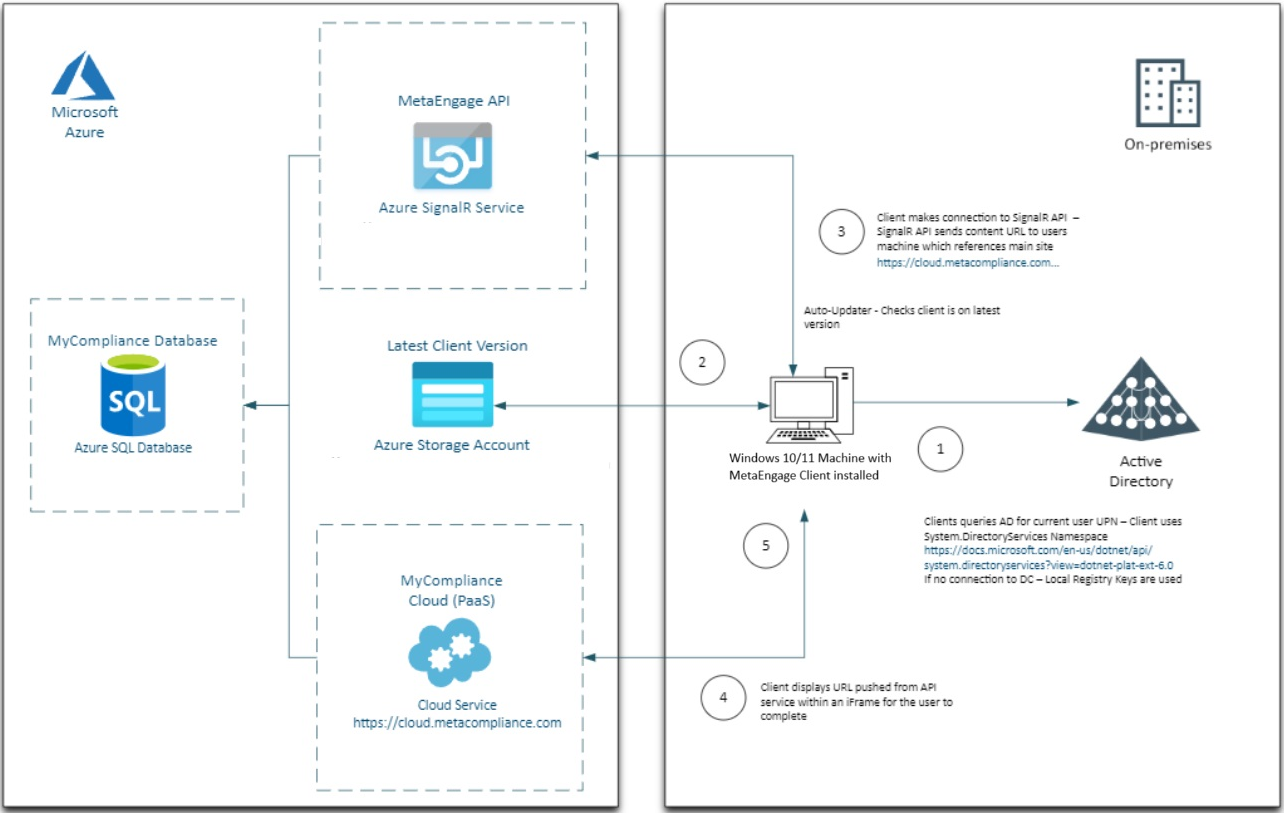 Microsoft
Azure
MetaEngage API
Azure SignalR Service
MyCompliance Database
SQL
Azure SQL Database
Latest Client Version
Azure Storage Account
MyCompliance
Cloud (PaaS)
Cloud Service
https://cloud.metacompliance.com
On-premises
3
Client makes connection to SignalR API –
SignalR API sends content URL to users
machine which references main site
https://cloud.metacompliance.com...
Auto-Updater - Checks client is on latest
version
2
Windows 10/11 Machine with
MetaEngage Client installed
1
Active
Directory
Clients queries AD for current user UPN – Client uses
System.DirectoryServices Namespace
https://docs.microsoft.com/en-us/dotnet/api/
system.directoryservices?view=dotnet-plat-ext-6.0
If no connection to DC – Local Registry Keys are used
5
4
Client displays URL pushed from API
service within an iFrame for the user to
complete